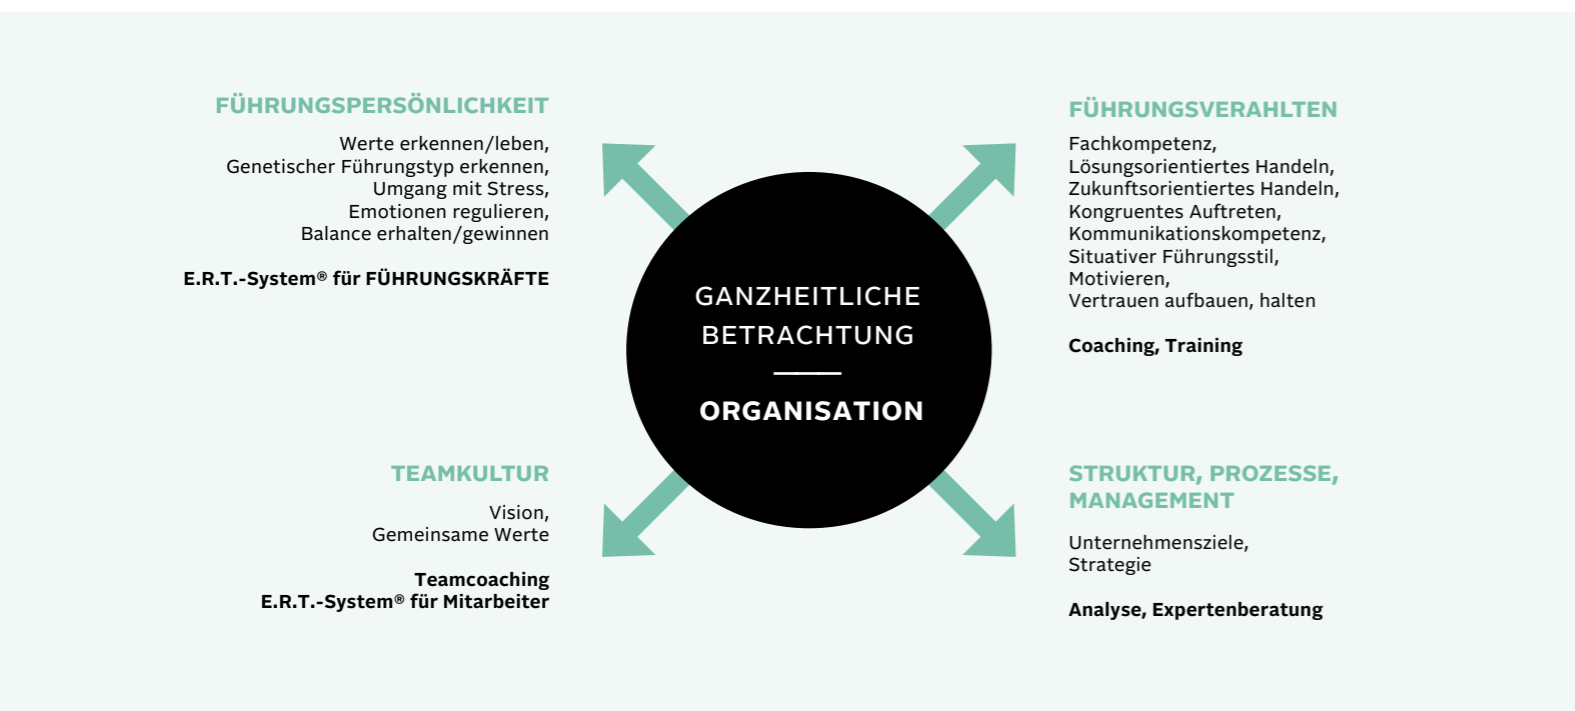 FÜHRUNGSPERSÖNLICHKEIT
Werte erkennen/leben,
Genetischer Führungstyp erkennen,
Umgang mit Stress,
Emotionen regulieren,
Balance erhalten/gewinnen
E.R.T.-System® für FÜHRUNGSKRÄFTE
FÜHRUNGSVERAHLTEN
Fachkompetenz,
Lösungsorientiertes Handeln,
Zukunftsorientiertes Handeln,
Kongruentes Auftreten,
Kommunikationskompetenz,
Situativer Führungsstil,
Motivieren,
Vertrauen aufbauen, halten
Coaching, Training
GANZHEITLICHE
BETRACHTUNG
ORGANISATION
TEAMKULTUR
Vision,
Gemeinsame Werte
Teamcoaching
E.R.T.-System® für Mitarbeiter
STRUKTUR, PROZESSE,
MANAGEMENT
Unternehmensziele,
Strategie
Analyse, Expertenberatung